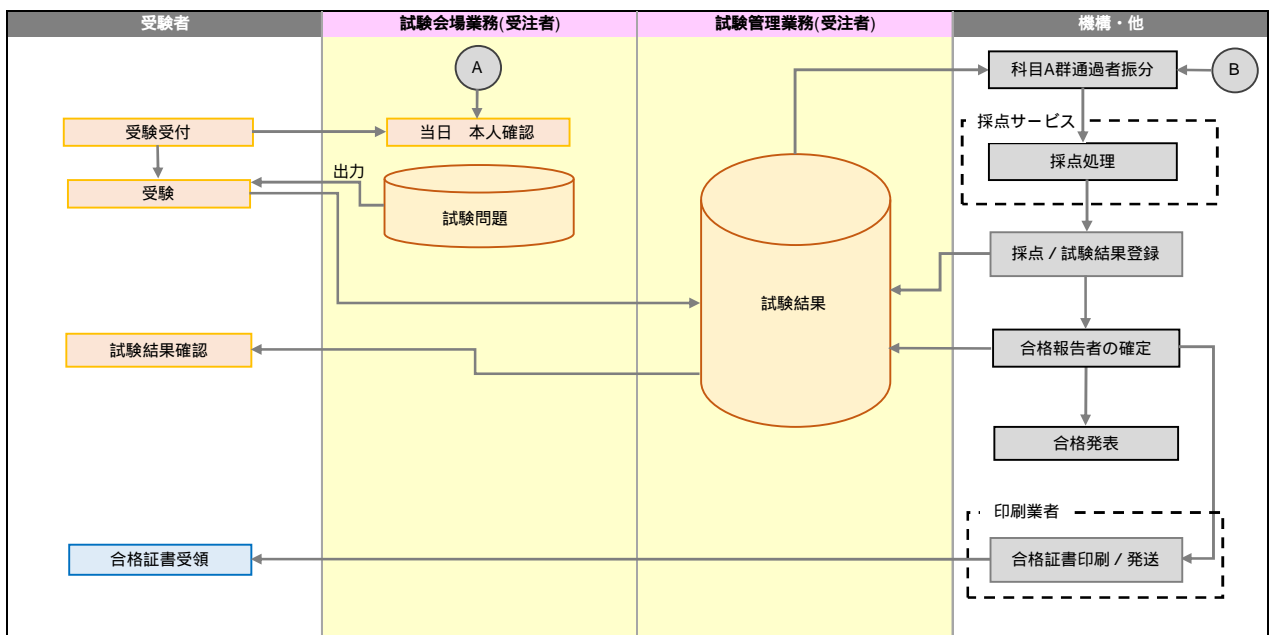 受験者
試験会場業務(受注者)
試験管理業務(受注者)
機構・他
A
科目A群通過者振分
B
受験受付
当日　本人確認
採点サービス
採点処理
出力
受験
試験問題
採点 / 試験結果登録
試験結果
試験結果確認
合格報告者の確定
合格発表
印刷業者
合格証書受領
合格証書印刷 / 発送